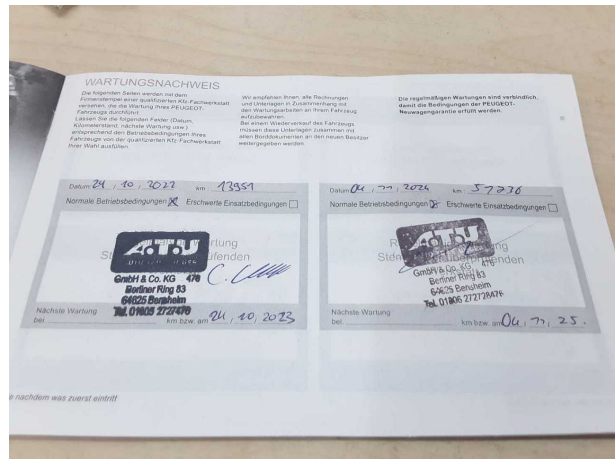 WARTUNGSNACHWEIS
Die folgenden Seiten werden mit dem
Firmenstempel einer qualifizierten Kfz-Fachwerkstatt
versehen, die die Wartung Ihres PEUGEOT-
Fahrzeugs durchführt.
Lassen Sie die folgenden Felder (Datum,
Kilometerstand, nächste Wartung usw.)
entsprechend den Betriebsbedingungen Ihres
Fahrzeugs von der qualifizierten Kfz-Fachwerkstatt
Ihrer Wahl ausfüllen.
Wir empfehlen Ihnen, alle Rechnungen
und Unterlagen in Zusammenhang mit
den Wartungsarbeiten an Ihrem Fahrzeug
aufzubewahren.
Bei einem Wiederverkauf des Fahrzeugs
müssen diese Unterlagen zusammen mit
allen Borddokumenten an den neuen Besitzer
weitergegeben werden.
Die regelmäßigen Wartungen sind verbindlich,
damit die Bedingungen der PEUGEOT-
Neuwagengarantie erfüllt werden.
Datum 24, 10, 2022 km : 13951
Normale Betriebsbedingungen Erschwerte Einsatzbedingungen
A.T.U
GmbH & Co. KG 476
Berliner Ring 83
64625 Bensheim
Tel. 01806 2727476
Nächste Wartung
bei km bzw. am 24, 10, 2023
Datum 04, 11, 2024 km : 51236
Normale Betriebsbedingungen Erschwerte Einsatzbedingungen
A.T.U
GmbH & Co. KG 476
Berliner Ring 83
64625 Bensheim
Tel. 01806 2727476
Nächste Wartung
bei km bzw. am 04, 11, 25.
e nachdem was zuerst eintritt